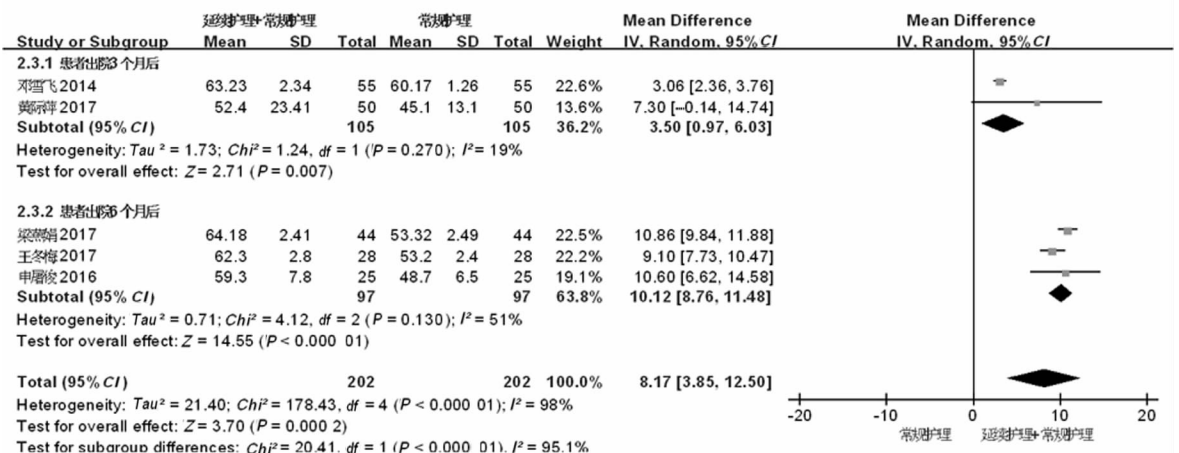 延续护理+常规护理 常规护理 Mean Difference Mean Difference
Study or Subgroup Mean SD Total Mean SD Total Weight IV, Random, 95% CI IV, Random, 95% CI
2.3.1 患者出院3个月后
邓雪飞2014 63.23 2.34 55 60.17 1.26 55 22.6% 3.06 [2.36, 3.76]
黄际萍2017 52.4 23.41 50 45.1 13.1 50 13.6% 7.30 [−0.14, 14.74]
Subtotal (95% CI) 105 105 36.2% 3.50 [0.97, 6.03]
Heterogeneity: Tau² = 1.73; Chi² = 1.24, df = 1 (P = 0.270); I² = 19%
Test for overall effect: Z = 2.71 (P = 0.007)
2.3.2 患者出院6个月后
梁燕娟2017 64.18 2.41 44 53.32 2.49 44 22.5% 10.86 [9.84, 11.88]
王冬梅2017 62.3 2.8 28 53.2 2.4 28 22.2% 9.10 [7.73, 10.47]
申屠俊2016 59.3 7.8 25 48.7 6.5 25 19.1% 10.60 [6.62, 14.58]
Subtotal (95% CI) 97 97 63.8% 10.12 [8.76, 11.48]
Heterogeneity: Tau² = 0.71; Chi² = 4.12, df = 2 (P = 0.130); I² = 51%
Test for overall effect: Z = 14.55 (P < 0.000 01)
Total (95% CI) 202 202 100.0% 8.17 [3.85, 12.50]
Heterogeneity: Tau² = 21.40; Chi² = 178.43, df = 4 (P < 0.000 01); I² = 98%
Test for overall effect: Z = 3.70 (P = 0.000 2)
Test for subgroup differences: Chi² = 20.41, df = 1 (P < 0.000 01), I² = 95.1%
-20 -10 0 10 20
常规护理 延续护理+常规护理